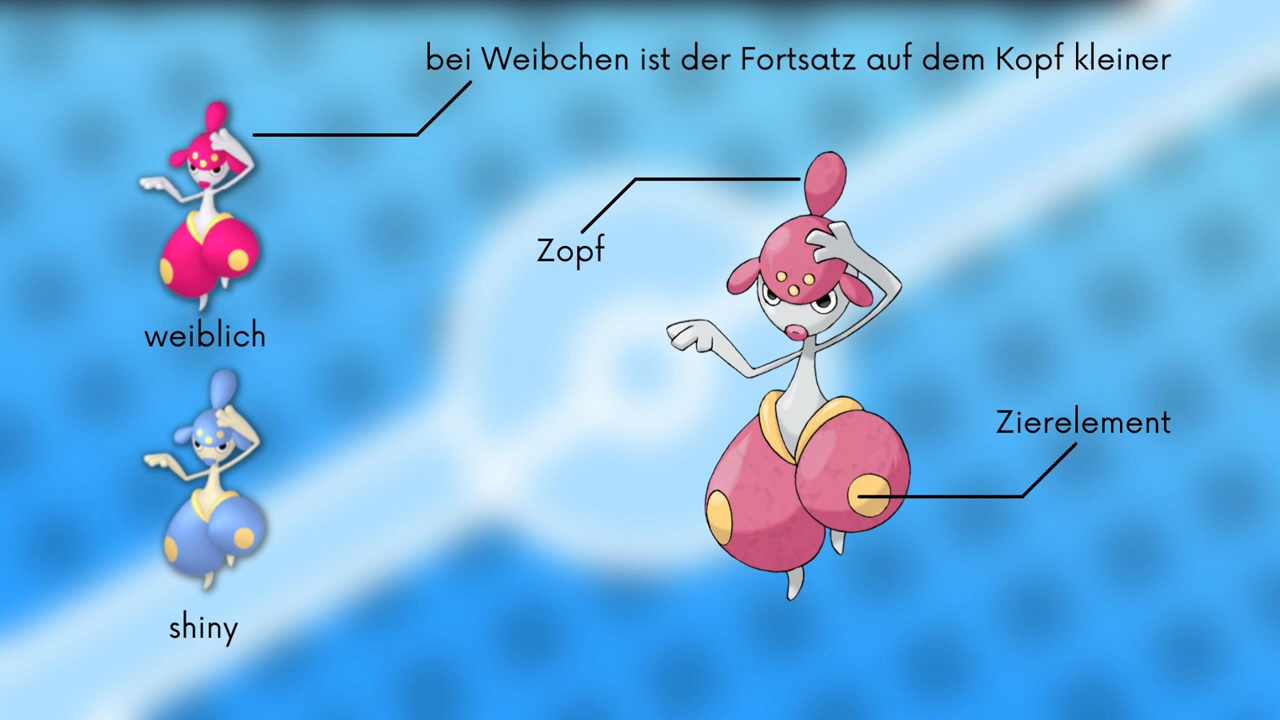 bei Weibchen ist der Fortsatz auf dem Kopf kleiner
Zopf
weiblich
Zierelement
shiny